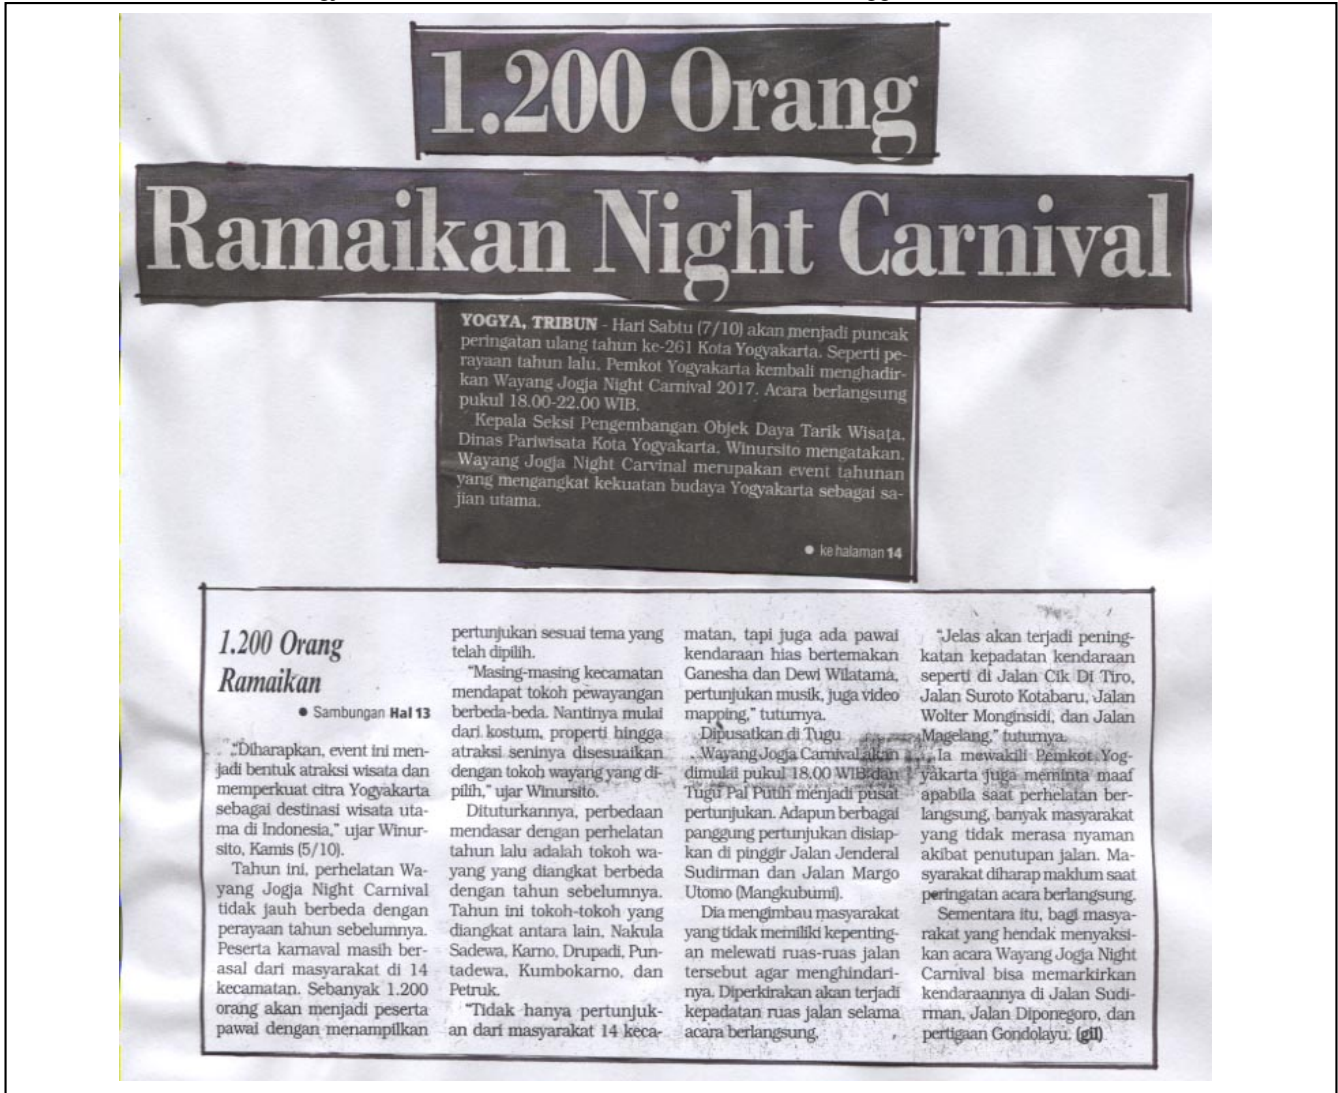 1.200 Orang
Ramaikan Night Carnival
YOGYA, TRIBUN - Hari Sabtu (7/10) akan menjadi puncak
peringatan ulang tahun ke-261 Kota Yogyakarta. Seperti pe-
rayaan tahun lalu, Pemkot Yogyakarta kembali menghadir-
kan Wayang Jogja Night Carnival 2017. Acara berlangsung
pukul 18.00-22.00 WIB.
Kepala Seksi Pengembangan Objek Daya Tarik Wisata,
Dinas Pariwisata Kota Yogyakarta, Winursito mengatakan,
Wayang Jogja Night Carvinal merupakan event tahunan
yang mengangkat kekuatan budaya Yogyakarta sebagai sa-
jian utama.
● ke halaman 14
1.200 Orang
Ramaikan
● Sambungan Hal 13
"Diharapkan, event ini men-
jadi bentuk atraksi wisata dan
memperkuat citra Yogyakarta
sebagai destinasi wisata uta-
ma di Indonesia," ujar Winur-
sito, Kamis (5/10).
Tahun ini, perhelatan Wa-
yang Jogja Night Carnival
tidak jauh berbeda dengan
perayaan tahun sebelumnya.
Peserta karnaval masih ber-
asal dari masyarakat di 14
kecamatan. Sebanyak 1.200
orang akan menjadi peserta
pawai dengan menampilkan
pertunjukan sesuai tema yang
telah dipilih.
"Masing-masing kecamatan
mendapat tokoh pewayangan
berbeda-beda. Nantinya mulai
dari kostum, properti hingga
atraksi seninya disesuaikan
dengan tokoh wayang yang di-
pilih," ujar Winursito.
Dituturkannya, perbedaan
mendasar dengan perhelatan
tahun lalu adalah tokoh wa-
yang yang diangkat berbeda
dengan tahun sebelumnya.
Tahun ini tokoh-tokoh yang
diangkat antara lain, Nakula
Sadewa, Karno, Drupadi, Pun-
tadewa, Kumbokarno, dan
Petruk.
"Tidak hanya pertunjuk-
an dari masyarakat 14 keca-
matan, tapi juga ada pawai
kendaraan hias bertemakan
Ganesha dan Dewi Wilatama,
pertunjukan musik, juga video
mapping," tuturnya.
Dipusatkan di Tugu
Wayang Jogja Carnival akan
dimulai pukul 18.00 WIB dan
Tugu Pal Putih menjadi pusat
pertunjukan. Adapun berbagai
panggung pertunjukan disiap-
kan di pinggir Jalan Jenderal
Sudirman dan Jalan Margo
Utomo (Mangkubumi).
Dia mengimbau masyarakat
yang tidak memiliki kepenting-
an melewati ruas-ruas jalan
tersebut agar menghindari-
nya. Diperkirakan akan terjadi
kepadatan ruas jalan selama
acara berlangsung.
"Jelas akan terjadi pening-
katan kepadatan kendaraan
seperti di Jalan Cik Di Tiro,
Jalan Suroto Kotabaru, Jalan
Wolter Monginsidi, dan Jalan
Magelang," tuturnya.
Ia mewakili Pemkot Yog-
yakarta juga meminta maaf
apabila saat perhelatan ber-
langsung, banyak masyarakat
yang tidak merasa nyaman
akibat penutupan jalan. Ma-
syarakat diharap maklum saat
peringatan acara berlangsung.
Sementara itu, bagi masya-
rakat yang hendak menyaksi-
kan acara Wayang Jogja Night
Carnival bisa memarkirkan
kendaraannya di Jalan Sudi-
rman, Jalan Diponegoro, dan
pertigaan Gondolayu. (gil)